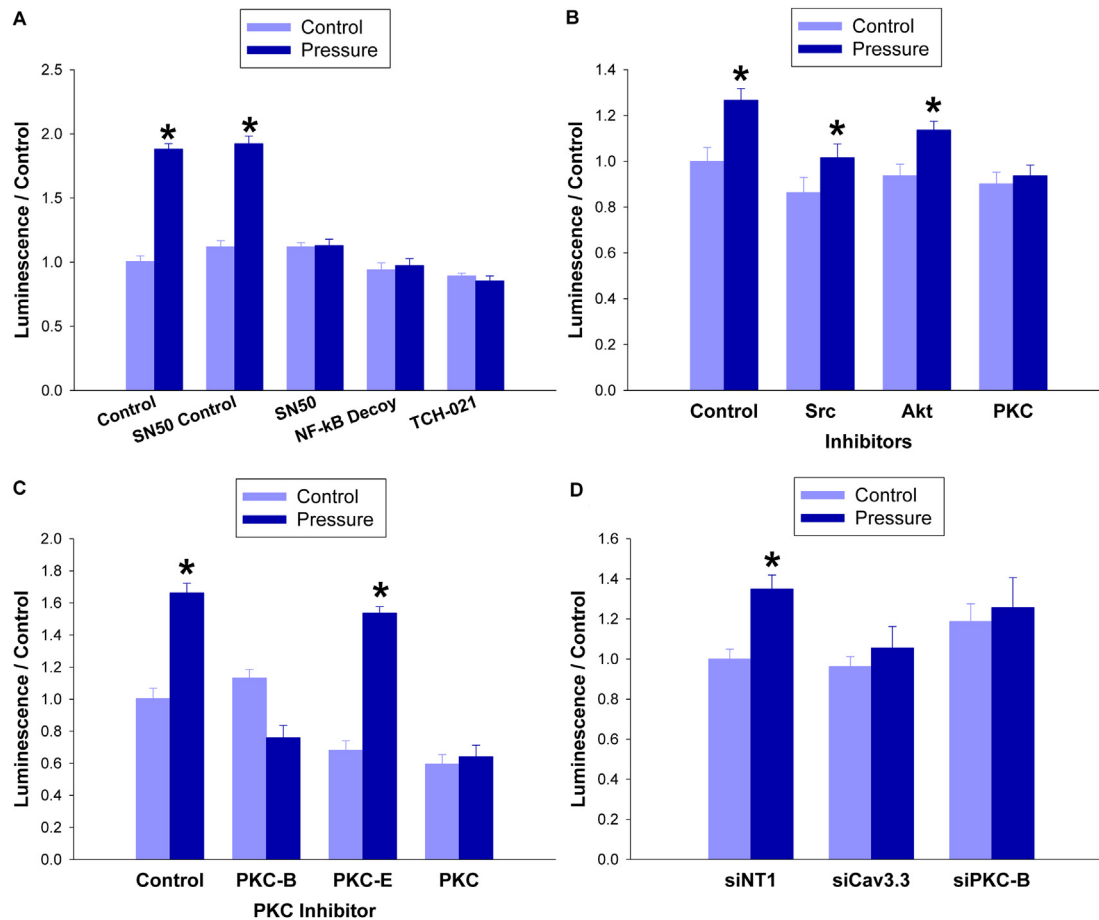 A
Control
Pressure
Luminescence / Control
2.5
2.0
1.5
1.0
0.5
0.0
*
*
Control
SN50 Control
SN50
NF-kB Decoy
TCH-021
B
Control
Pressure
Luminescence / Control
1.4
1.2
1.0
0.8
0.6
0.4
0.2
0.0
*
*
*
Control Src Akt PKC
Inhibitors
C
Control
Pressure
Luminescence / Control
2.0
1.8
1.6
1.4
1.2
1.0
0.8
0.6
0.4
0.2
0.0
*
*
Control PKC-B PKC-E PKC
PKC Inhibitor
D
Control
Pressure
Luminescence / Control
1.6
1.4
1.2
1.0
0.8
0.6
0.4
0.2
0.0
*
siNT1 siCav3.3 siPKC-B